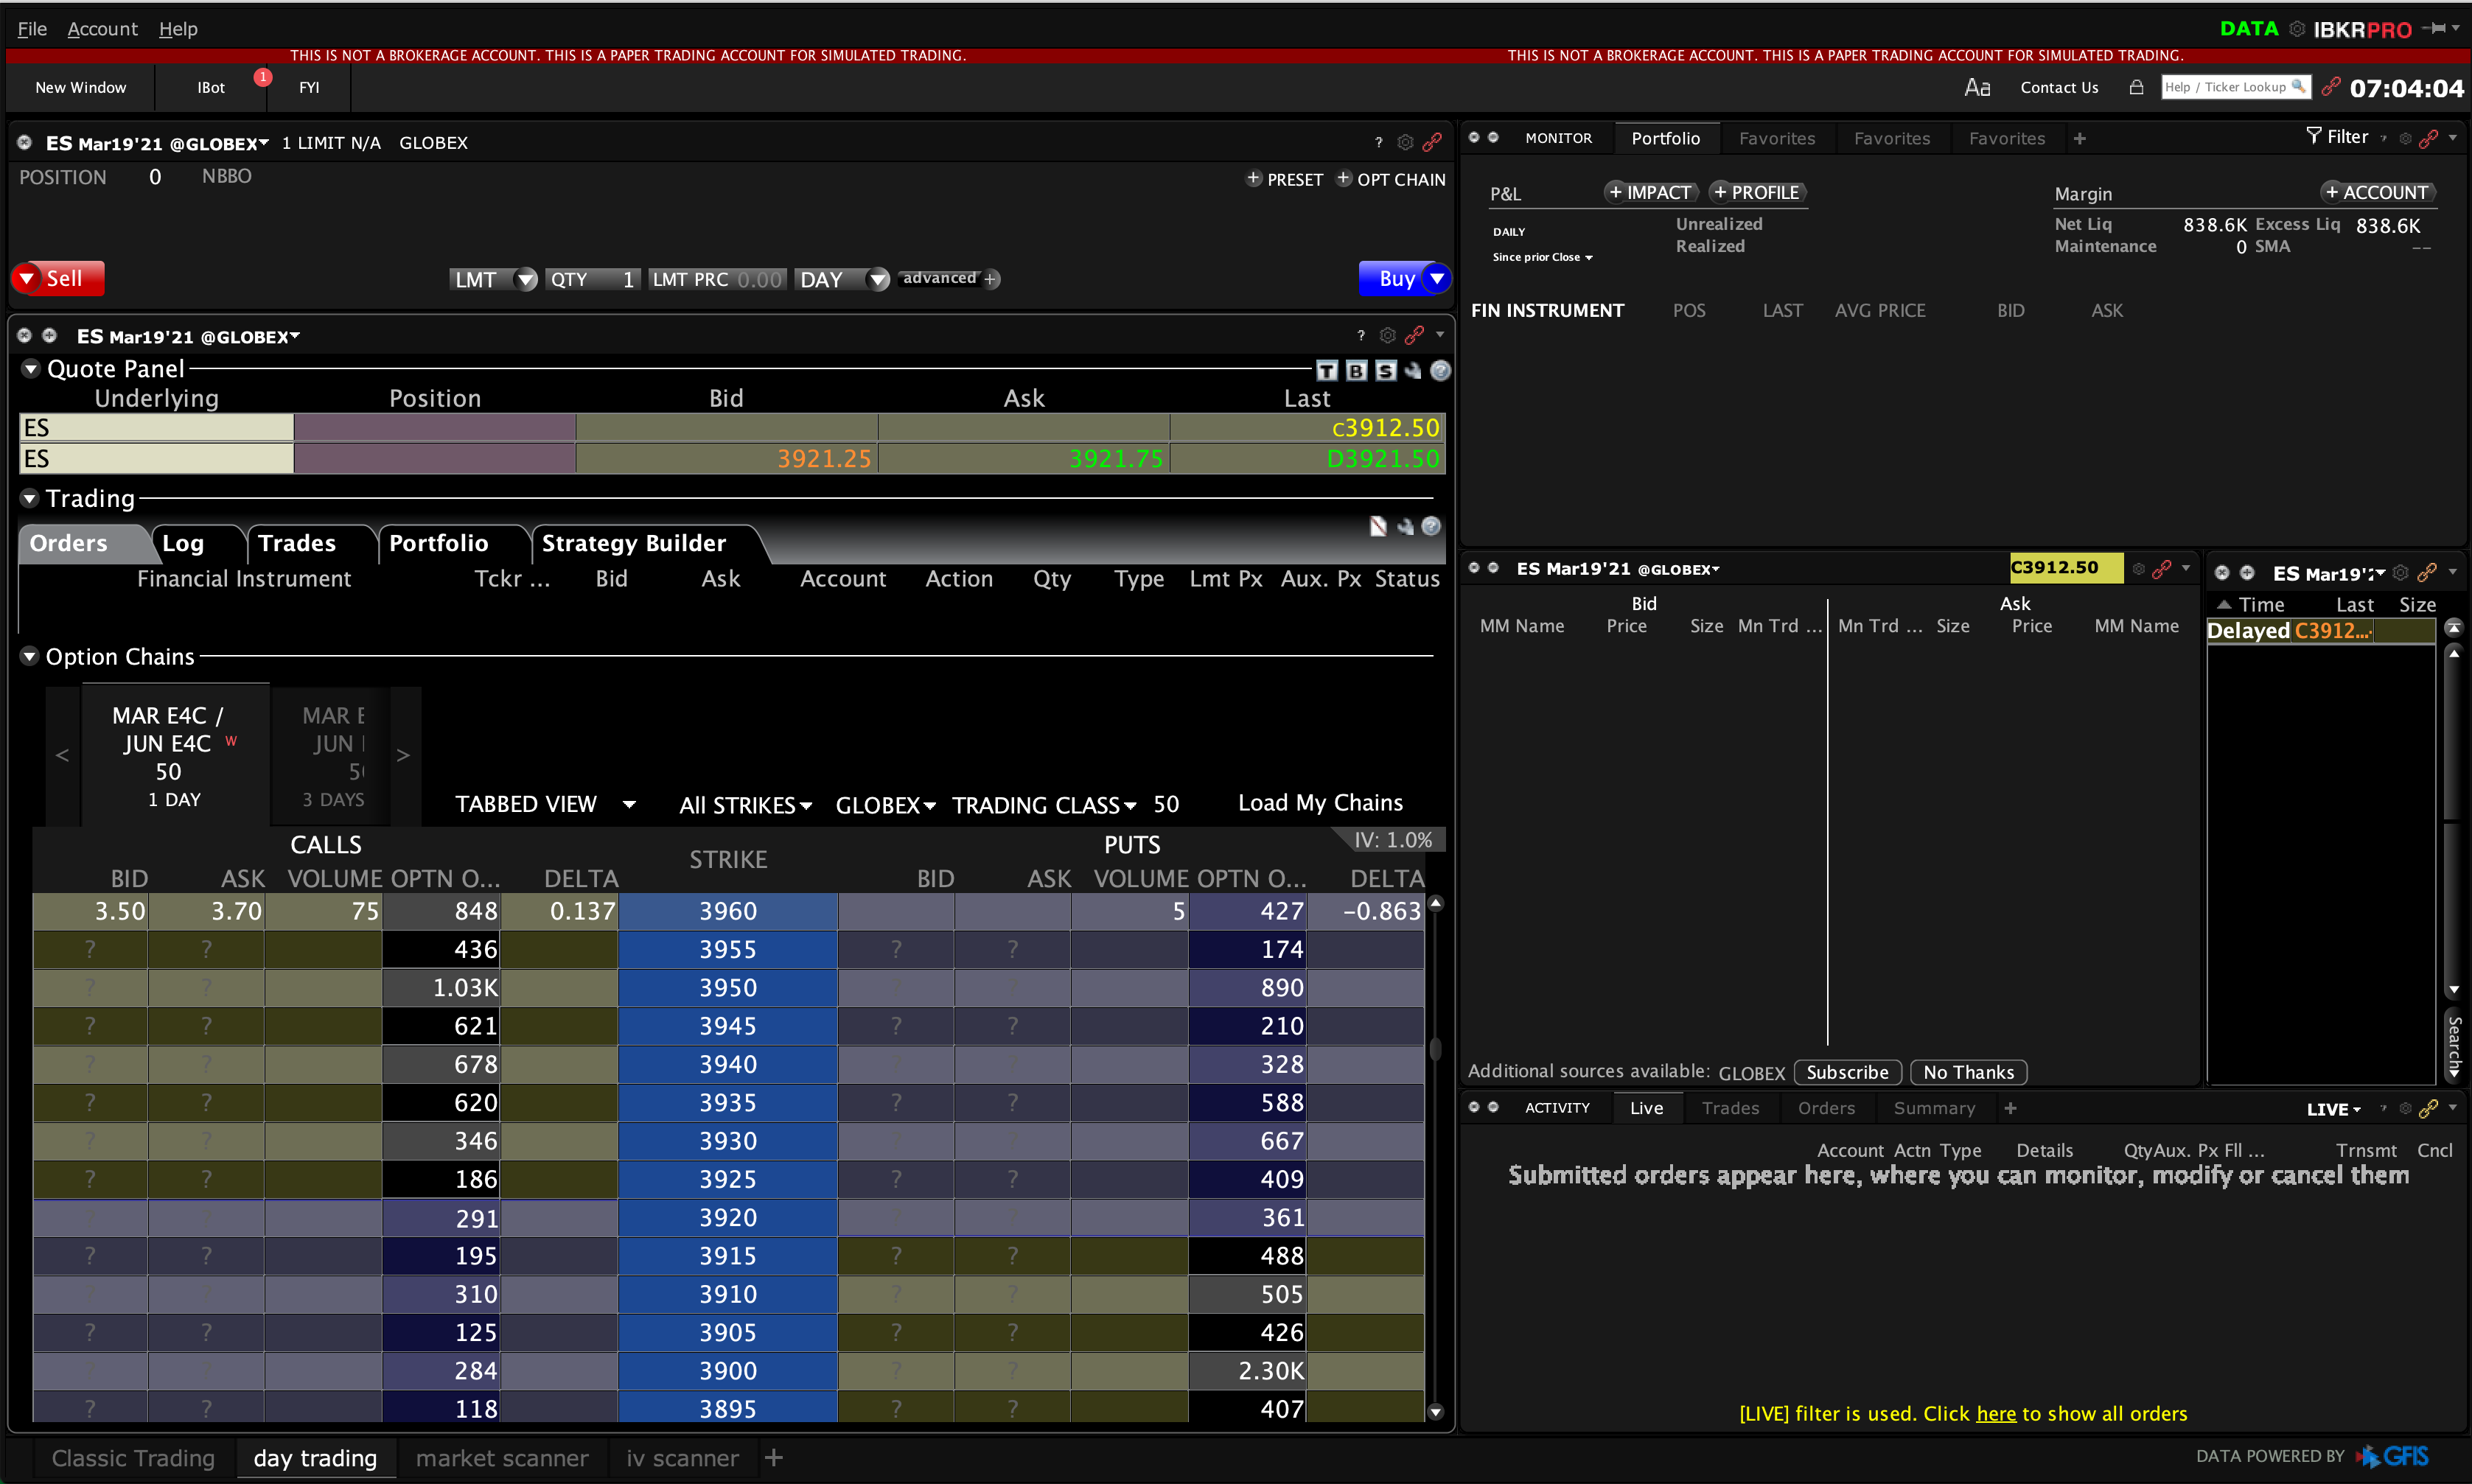 File Account Help
DATA IBKRPRO
THIS IS NOT A BROKERAGE ACCOUNT. THIS IS A PAPER TRADING ACCOUNT FOR SIMULATED TRADING. THIS IS NOT A BROKERAGE ACCOUNT. THIS IS A PAPER TRADING ACCOUNT FOR SIMULATED TRADING.
New Window IBot 1 FYI
Aa Contact Us Help / Ticker Lookup 07:04:04
ES Mar19'21 @GLOBEX 1 LIMIT N/A GLOBEX ?
POSITION 0 NBBO + PRESET + OPT CHAIN
Sell LMT QTY 1 LMT PRC 0.00 DAY advanced + Buy
ES Mar19'21 @GLOBEX ?
Quote Panel T B S ?
Underlying Position Bid Ask Last
ES C3912.50
ES 3921.25 3921.75 D3921.50
Trading
Orders Log Trades Portfolio Strategy Builder ?
Financial Instrument Tckr ... Bid Ask Account Action Qty Type Lmt Px Aux. Px Status
Option Chains
< MAR E4C / JUN E4C W 50 1 DAY
MAR E JUN 3 DAYS >
TABBED VIEW All STRIKES GLOBEX TRADING CLASS 50 Load My Chains
CALLS STRIKE PUTS IV: 1.0%
BID ASK VOLUME OPTN O... DELTA BID ASK VOLUME OPTN O... DELTA
3.50 3.70 75 848 0.137 3960 5 427 -0.863
? ? 436 3955 ? ? 174
? ? 1.03K 3950 ? ? 890
? ? 621 3945 ? ? 210
? ? 678 3940 ? ? 328
? ? 620 3935 ? ? 588
? ? 346 3930 ? ? 667
? ? 186 3925 ? ? 409
? ? 291 3920 ? ? 361
? ? 195 3915 ? ? 488
? ? 310 3910 ? ? 505
? ? 125 3905 ? ? 426
? ? 284 3900 ? ? 2.30K
? ? 118 3895 ? ? 407
MONITOR Portfolio Favorites Favorites Favorites + Filter ?
P&L + IMPACT + PROFILE Margin + ACCOUNT
DAILY Unrealized Net Liq 838.6K Excess Liq 838.6K
Realized Maintenance 0 SMA --
Since prior Close
FIN INSTRUMENT POS LAST AVG PRICE BID ASK
ES Mar19'21 @GLOBEX C3912.50
Bid Ask
MM Name Price Size Mn Trd ... Mn Trd ... Size Price MM Name
Additional sources available: GLOBEX Subscribe No Thanks
ES Mar19'2
Time Last Size
Delayed C3912...
Search
ACTIVITY Live Trades Orders Summary + LIVE ?
Account Actn Type Details Qty Aux. Px Fll ... Trnsmt Cncl
Submitted orders appear here, where you can monitor, modify or cancel them
[LIVE] filter is used. Click here to show all orders
Classic Trading day trading market scanner iv scanner +
DATA POWERED BY GFIS